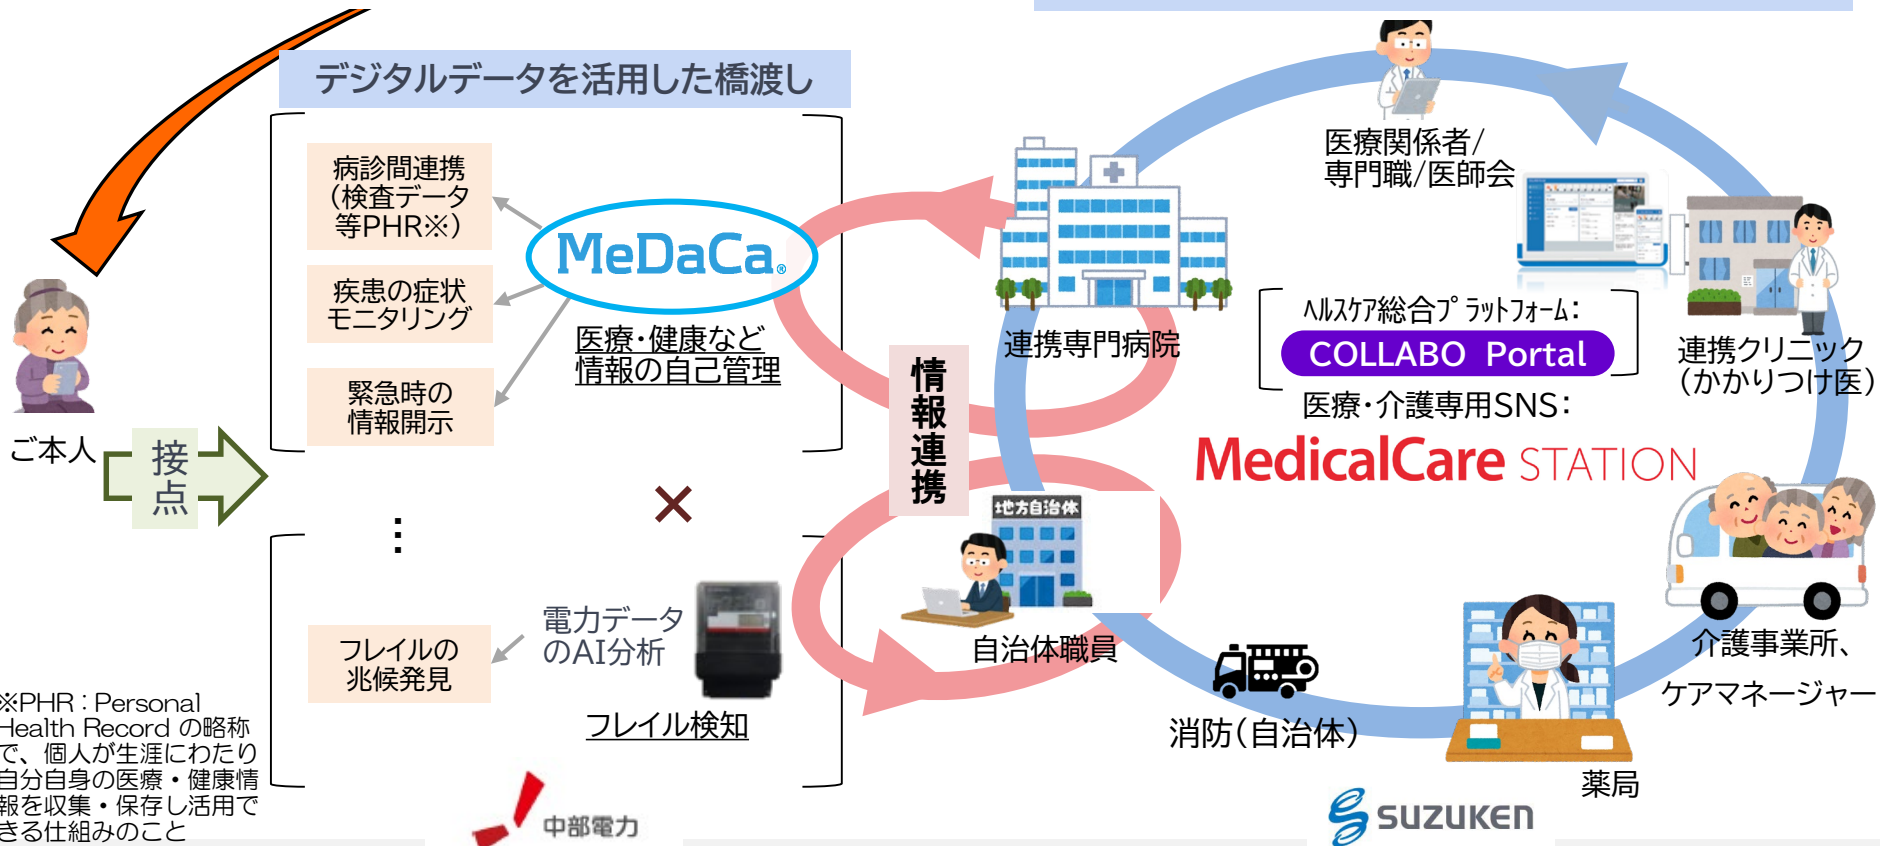 デジタルデータを活用した橋渡し
病診間連携
(検査データ
等PHR※)
疾患の症状
モニタリング
緊急時の
情報開示
MeDaCa®
医療・健康など
情報の自己管理
ご本人
接点
×
⋮
フレイルの
兆候発見
電力データ
のAI分析
フレイル検知
※PHR：Personal
Health Record の略称
で、個人が生涯にわたり
自分自身の医療・健康情
報を収集・保存し活用で
きる仕組みのこと
中部電力
情報連携
連携専門病院
医療関係者/
専門職/医師会
ヘルスケア総合プラットフォーム：
COLLABO Portal
医療・介護専用SNS：
MedicalCare STATION
連携クリニック
(かかりつけ医)
地方自治体
自治体職員
消防(自治体)
薬局
介護事業所、
ケアマネージャー
SUZUKEN